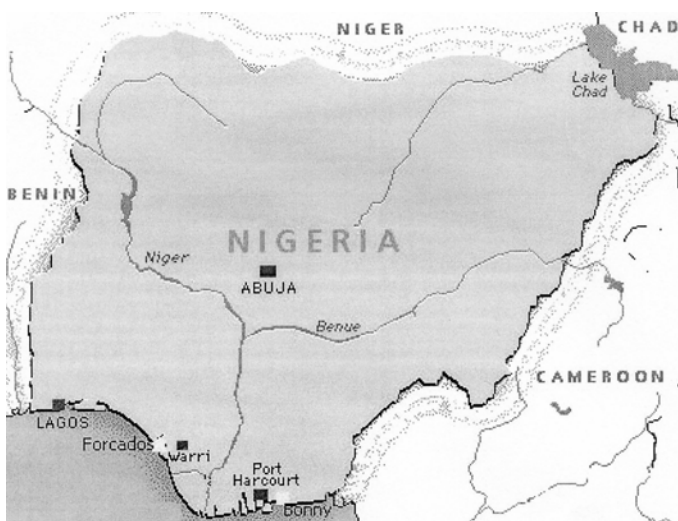 NIGER
CHAD
Lake
Chad
BENIN
NIGERIA
Niger
ABUJA
Benue
CAMEROON
LAGOS
Forcados
Warri
Port
Harcourt
Bonny